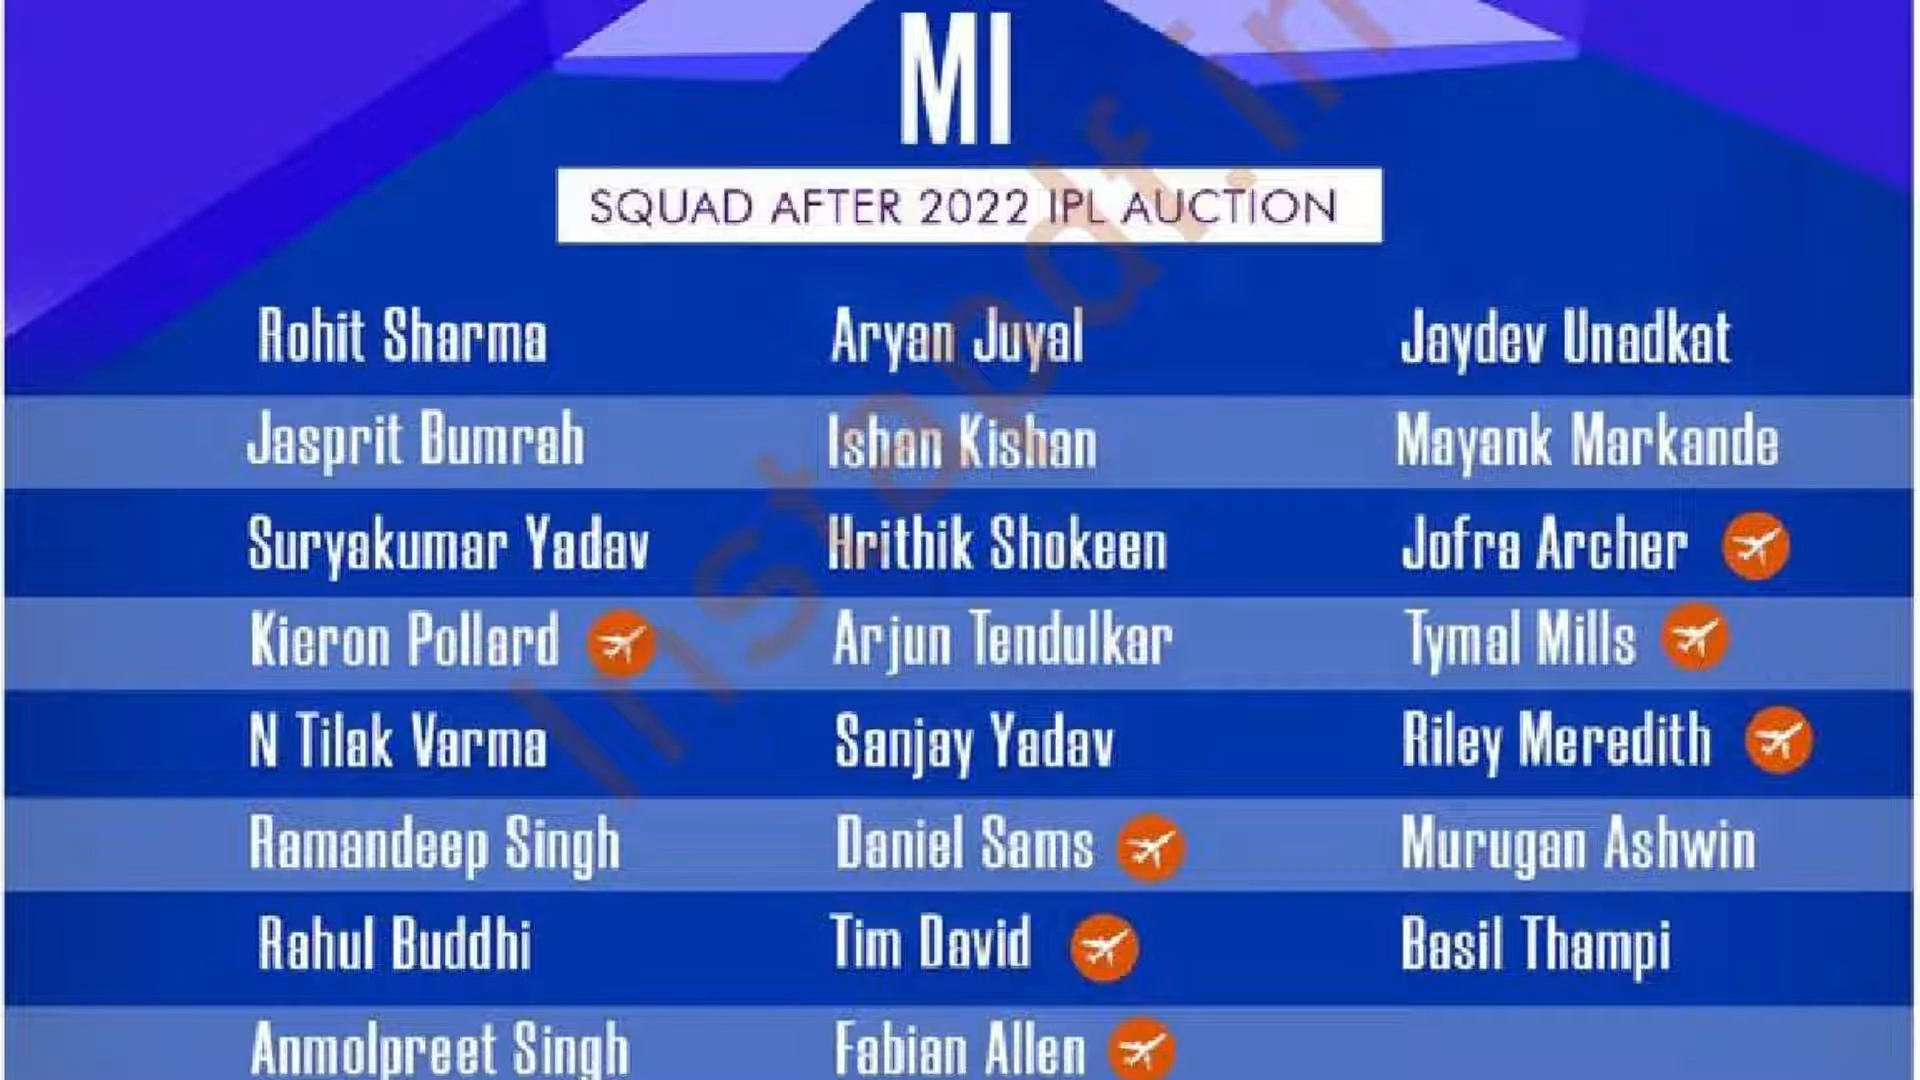 MI
SQUAD AFTER 2022 IPL AUCTION
Rohit Sharma Aryan Juyal Jaydev Unadkat
Jasprit Bumrah Ishan Kishan Mayank Markande
Suryakumar Yadav Hrithik Shokeen Jofra Archer
Kieron Pollard Arjun Tendulkar Tymal Mills
N Tilak Varma Sanjay Yadav Riley Meredith
Ramandeep Singh Daniel Sams Murugan Ashwin
Rahul Buddhi Tim David Basil Thampi
Anmolpreet Singh Fabian Allen